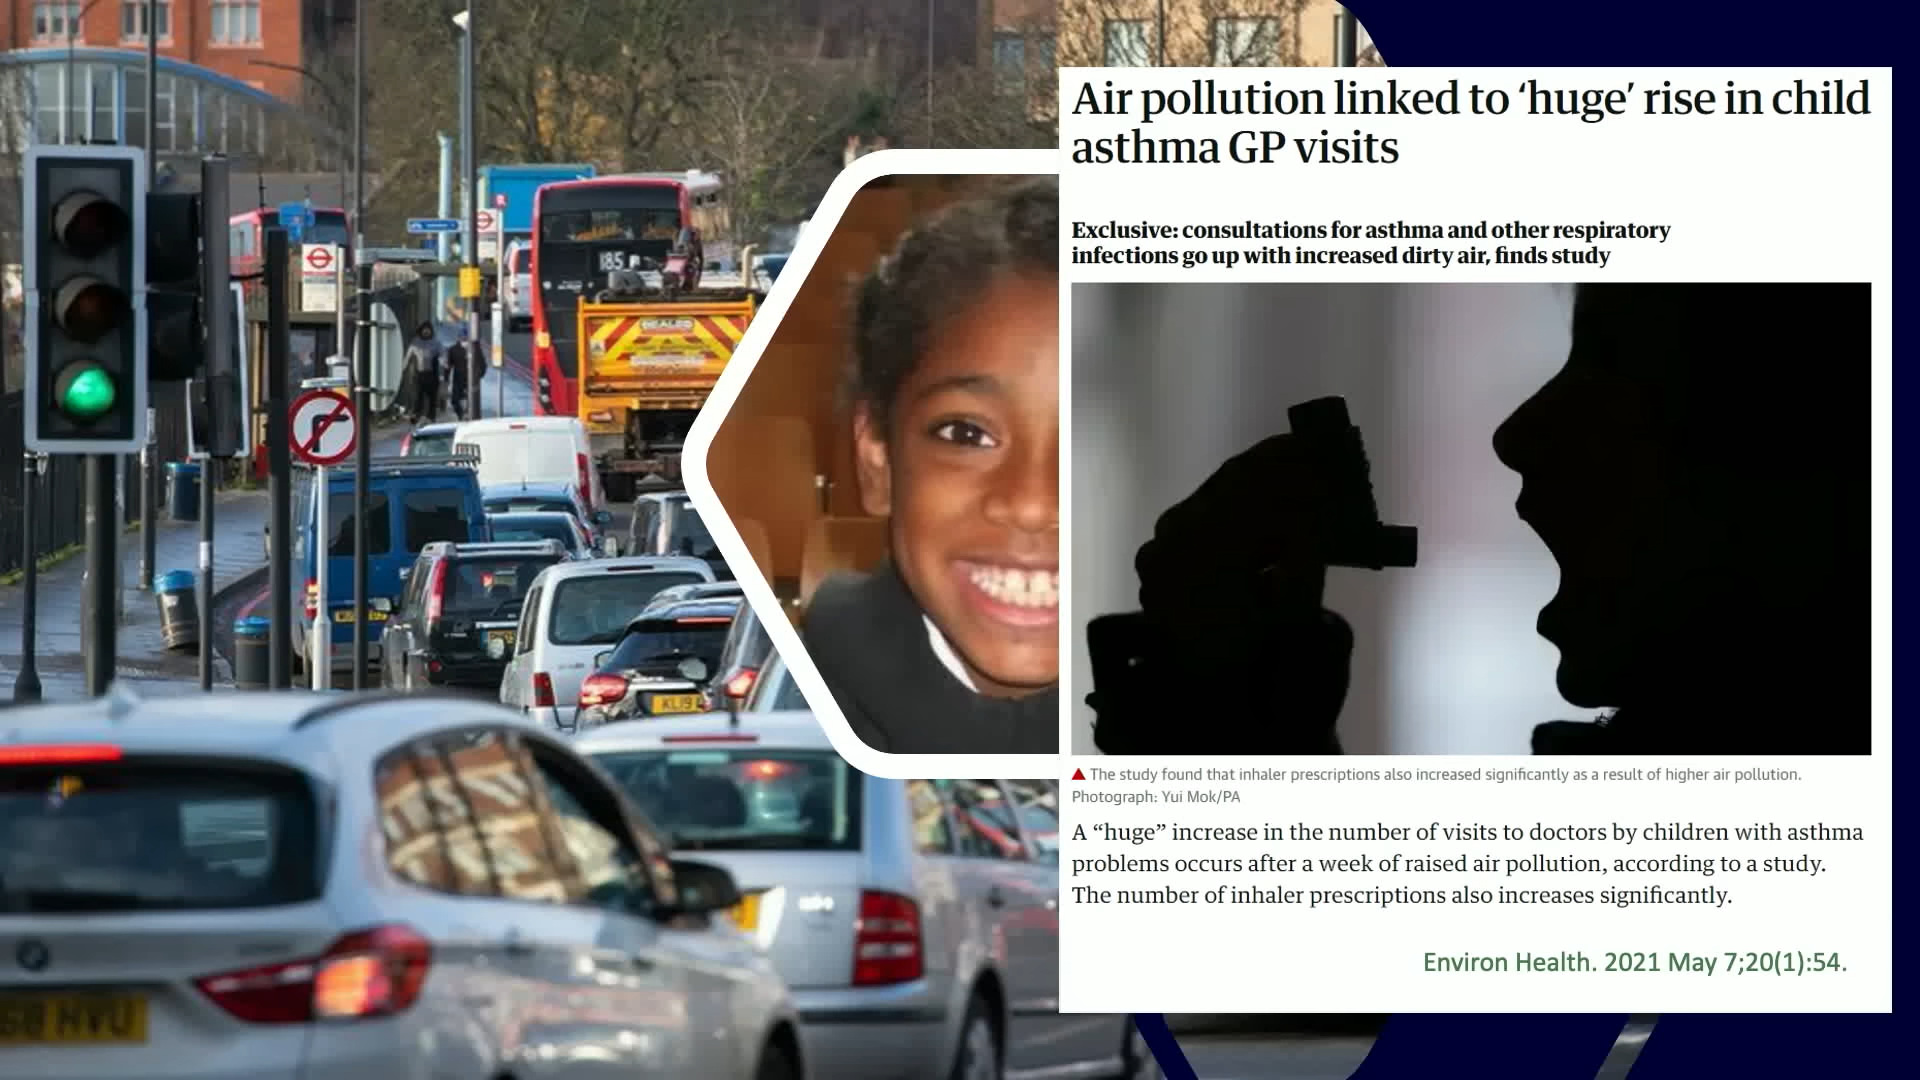 Air pollution linked to ‘huge’ rise in child
asthma GP visits
Exclusive: consultations for asthma and other respiratory
infections go up with increased dirty air, finds study
The study found that inhaler prescriptions also increased significantly as a result of higher air pollution.
Photograph: Yui Mok/PA
A “huge” increase in the number of visits to doctors by children with asthma
problems occurs after a week of raised air pollution, according to a study.
The number of inhaler prescriptions also increases significantly.
Environ Health. 2021 May 7;20(1):54.
185
KL19
68 HVU